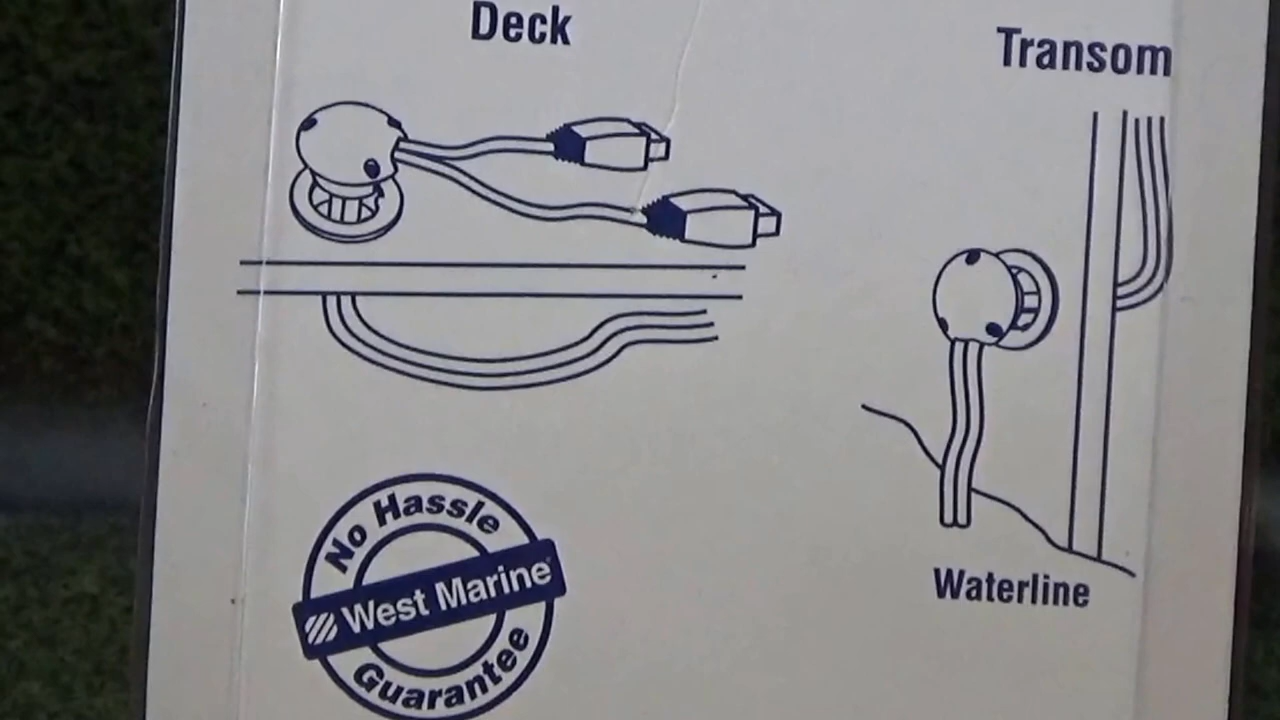 Deck
Transom
Waterline
No Hassle
West Marine
Guarantee